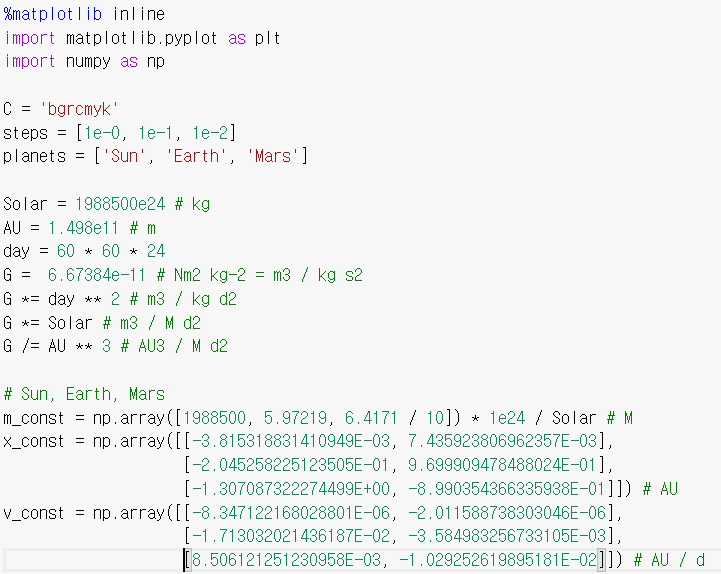 %matplotlib inline
import matplotlib.pyplot as plt
import numpy as np
C = 'bgrcmyk'
steps = [1e-0, 1e-1, 1e-2]
planets = ['Sun', 'Earth', 'Mars']
Solar = 1988500e24 # kg
AU = 1.498e11 # m
day = 60 * 60 * 24
G =  6.67384e-11 # Nm2 kg-2 = m3 / kg s2
G *= day ** 2 # m3 / kg d2
G *= Solar # m3 / M d2
G /= AU ** 3 # AU3 / M d2
# Sun, Earth, Mars
m_const = np.array([1988500, 5.97219, 6.4171 / 10]) * 1e24 / Solar # M
x_const = np.array([[-3.815318831410949E-03, 7.435923806962357E-03],
[-2.045258225123505E-01, 9.699909478488024E-01],
[-1.307087322274499E+00, -8.990354366335938E-01]]) # AU
v_const = np.array([[-8.347122168028801E-06, -2.011588738303046E-06],
[-1.713032021436187E-02, -3.584983256733105E-03],
[8.506121251230958E-03, -1.029252619895181E-02]]) # AU / d